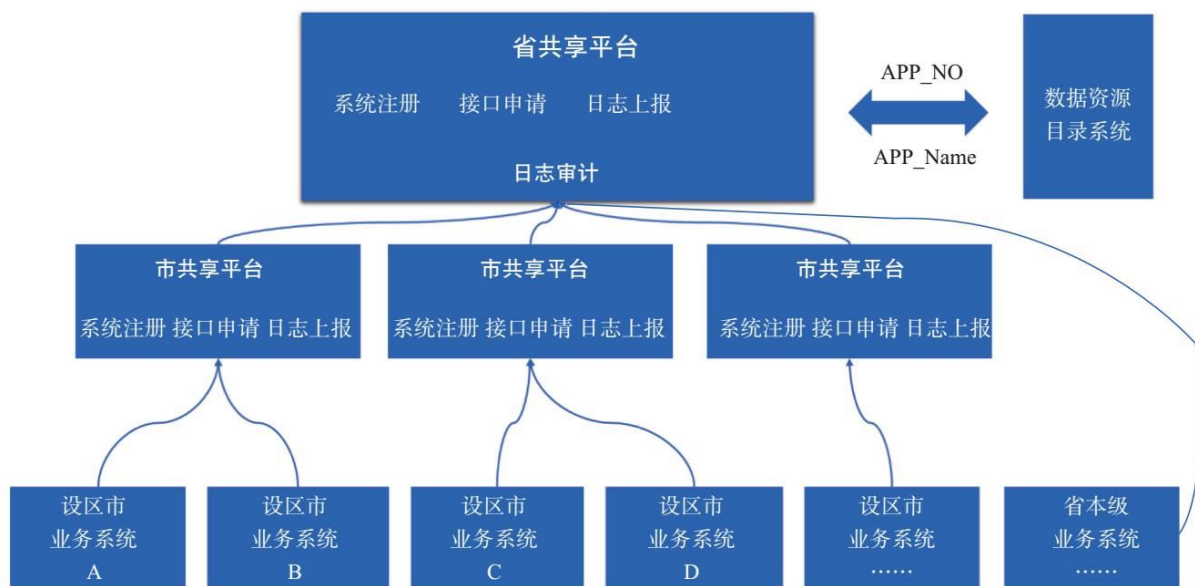 省共享平台
系统注册 接口申请 日志上报
日志审计
APP_NO
APP_Name
数据资源
目录系统
市共享平台
系统注册 接口申请 日志上报
市共享平台
系统注册 接口申请 日志上报
市共享平台
系统注册 接口申请 日志上报
设区市
业务系统
A
设区市
业务系统
B
设区市
业务系统
C
设区市
业务系统
D
设区市
业务系统
……
省本级
业务系统
……